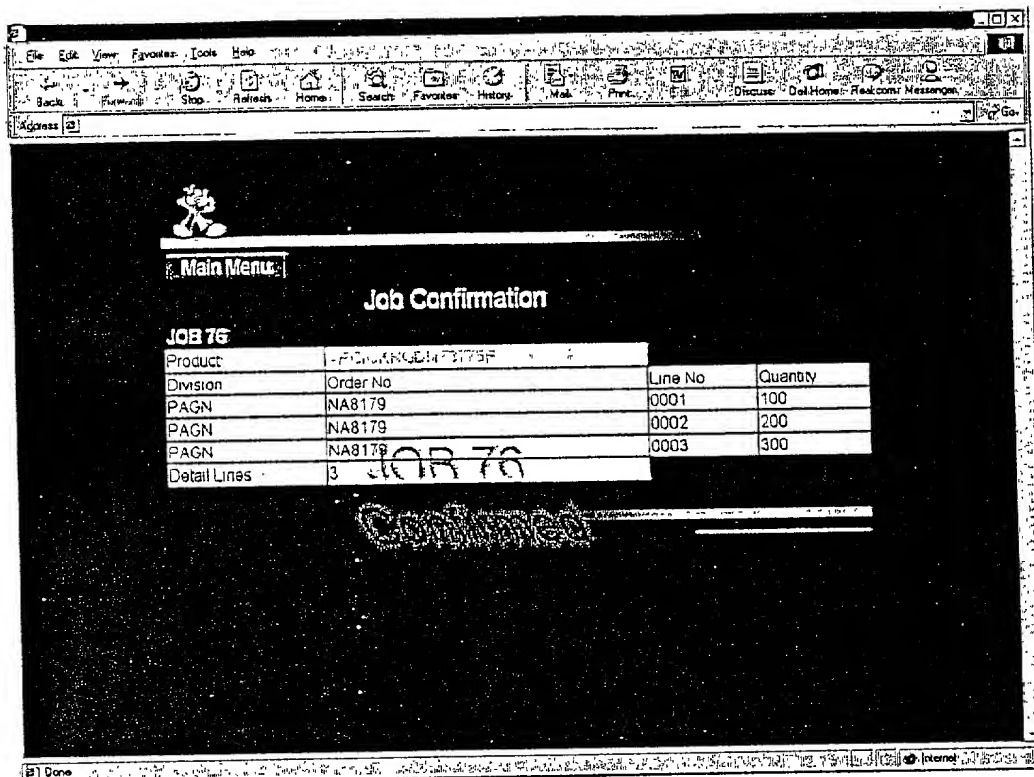 File Edit View Favorites Tools Help
Back Forward Stop Refresh Home Search Favorites History Mail Print Edit Discuss Dell Home Realcom Messenger
Address Go
Main Menu
Job Confirmation
JOB 76
Product
Division Order No Line No Quantity
PAGN NA8179 0001 100
PAGN NA8179 0002 200
PAGN NA8179 0003 300
Detail Lines 3
JOB 76
Confirmed
Done Internet